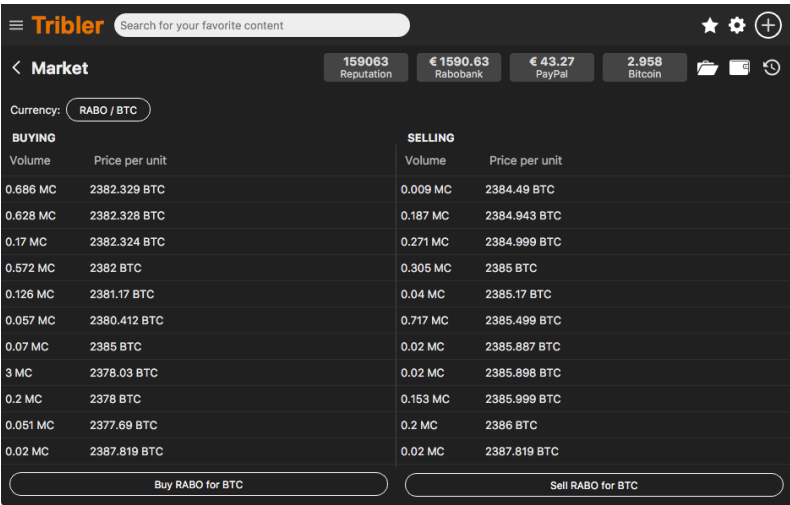 Tribler Search for your favorite content
Market 159063 € 1590.63 € 43.27 2.958
Reputation Rabobank PayPal Bitcoin
Currency: RABO / BTC
BUYING SELLING
Volume Price per unit Volume Price per unit
0.686 MC 2382.329 BTC 0.009 MC 2384.49 BTC
0.628 MC 2382.328 BTC 0.187 MC 2384.943 BTC
0.17 MC 2382.324 BTC 0.271 MC 2384.999 BTC
0.572 MC 2382 BTC 0.305 MC 2385 BTC
0.126 MC 2381.17 BTC 0.04 MC 2385.17 BTC
0.057 MC 2380.412 BTC 0.717 MC 2385.499 BTC
0.07 MC 2385 BTC 0.02 MC 2385.887 BTC
3 MC 2378.03 BTC 0.02 MC 2385.898 BTC
0.2 MC 2378 BTC 0.153 MC 2385.999 BTC
0.051 MC 2377.69 BTC 0.2 MC 2386 BTC
0.02 MC 2387.819 BTC 0.02 MC 2387.819 BTC
Buy RABO for BTC Sell RABO for BTC